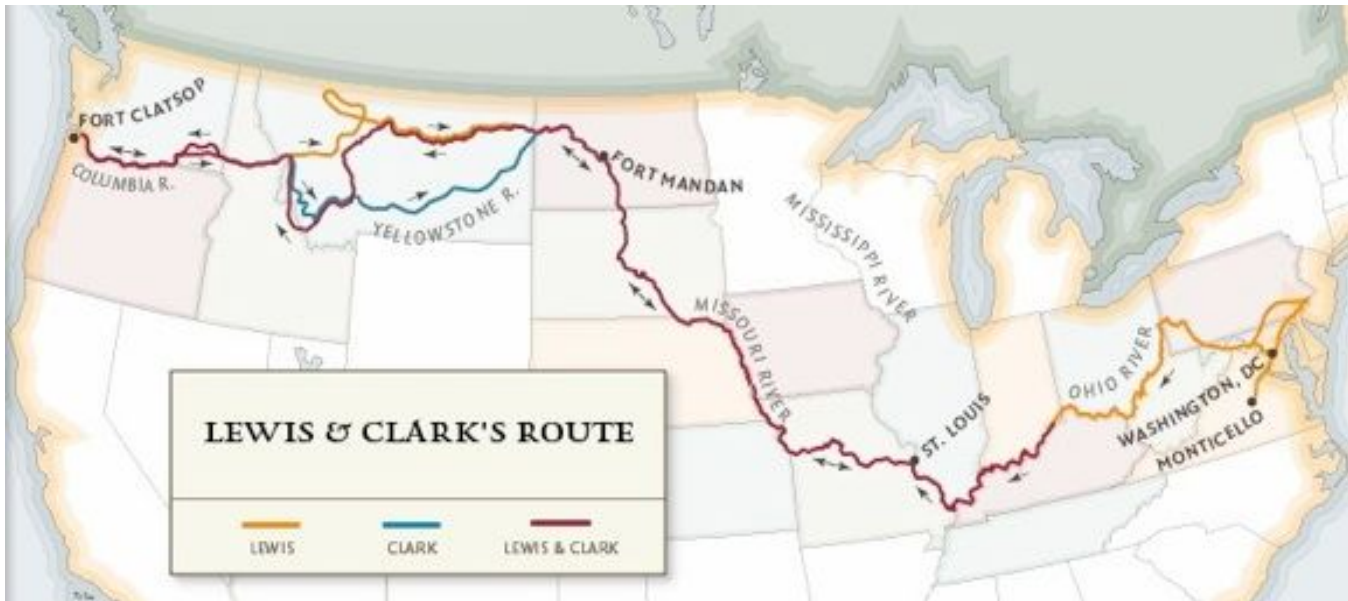 FORT CLATSOP
COLUMBIA R.
YELLOWSTONE R.
FORT MANDAN
MISSISSIPPI RIVER
MISSOURI RIVER
ST. LOUIS
OHIO RIVER
WASHINGTON, DC
MONTICELLO
LEWIS & CLARK'S ROUTE
LEWIS
CLARK
LEWIS & CLARK